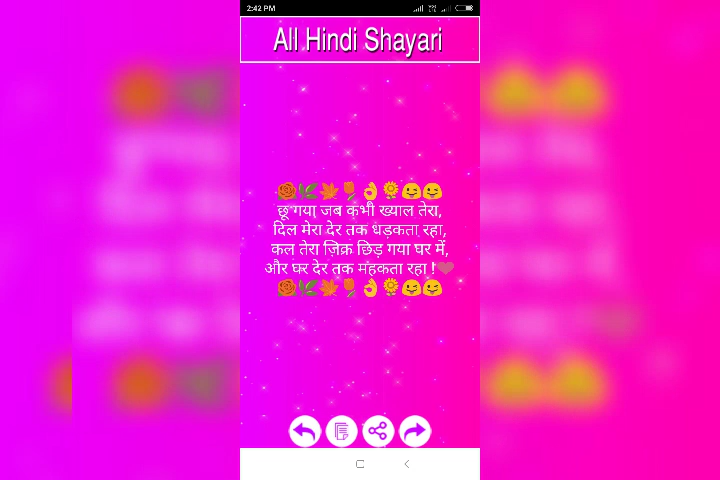 2:42 PM
All Hindi Shayari
छू गया जब कभी ख्याल तेरा,
दिल मेरा देर तक धड़कता रहा,
कल तेरा ज़िक्र छिड़ गया घर में,
और घर देर तक महकता रहा !